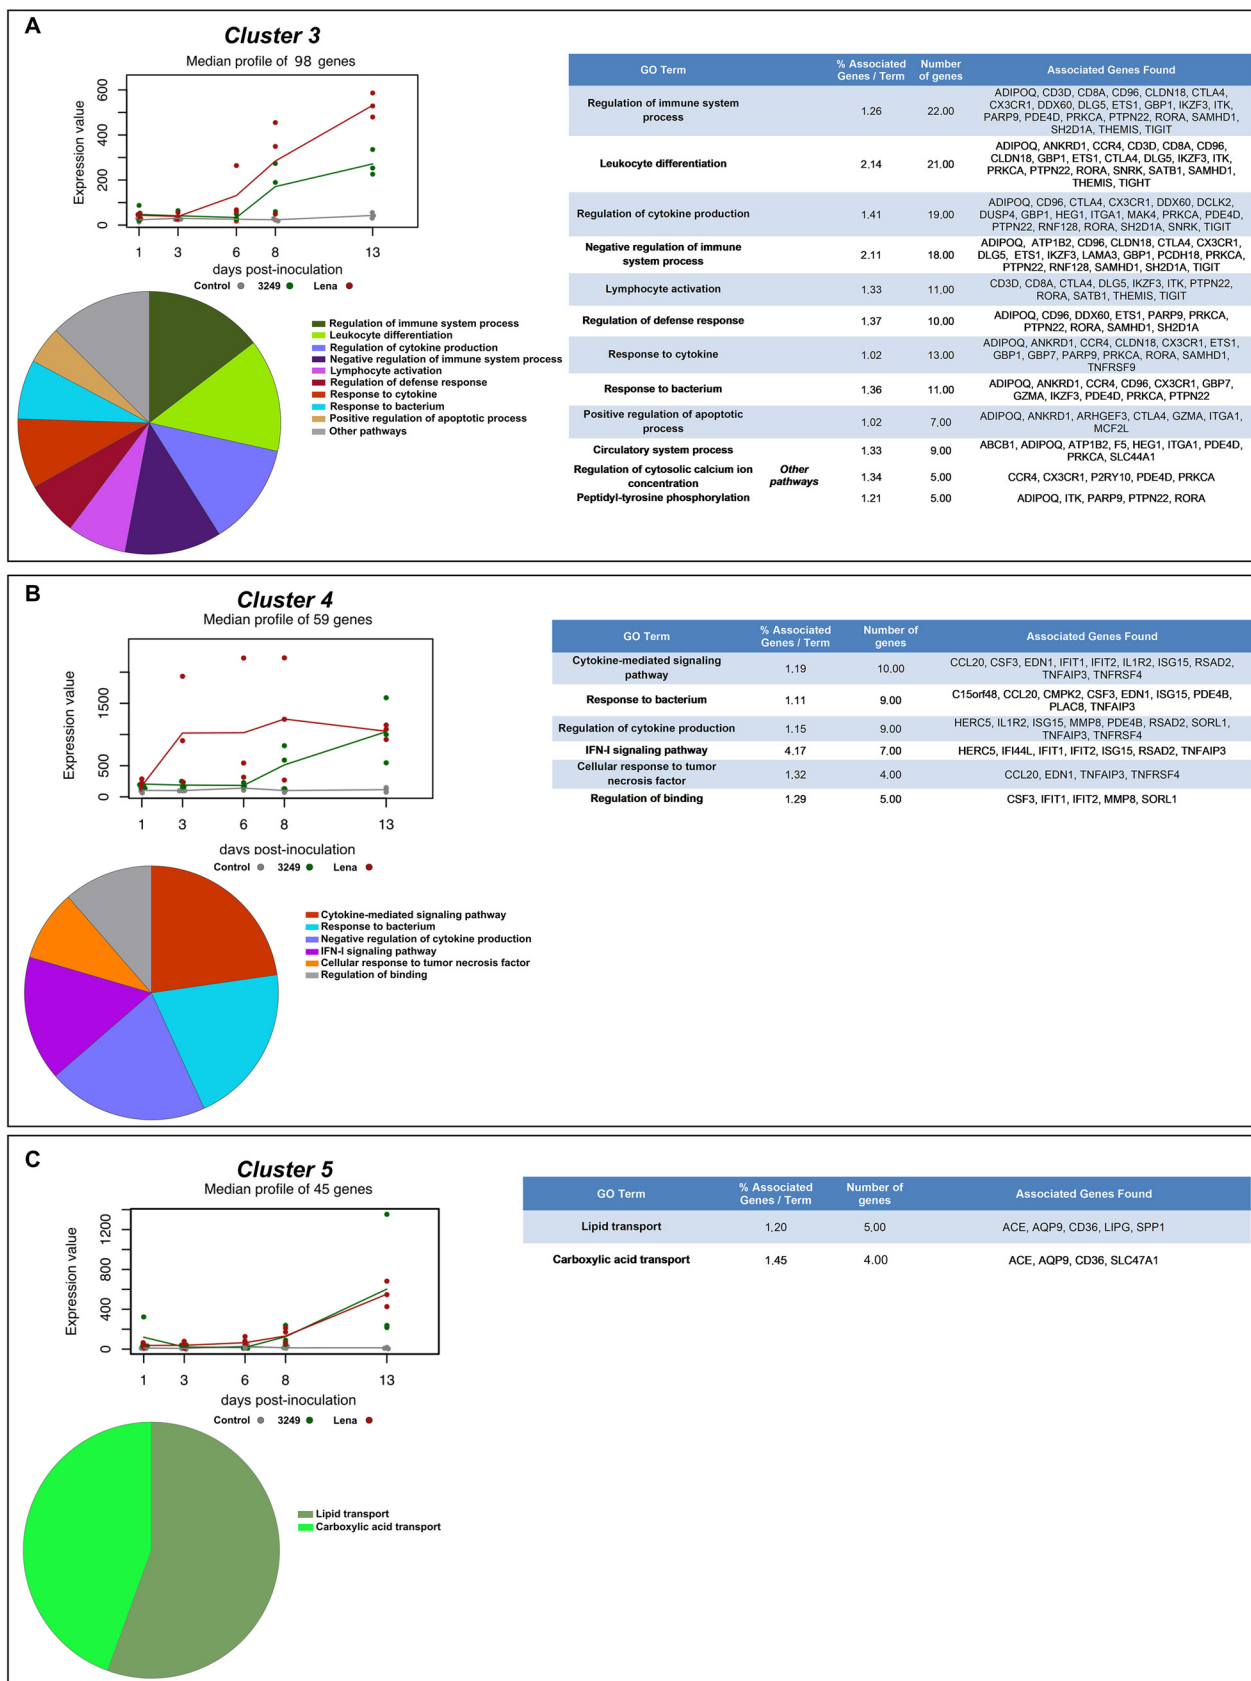 A
Cluster 3
Median profile of 98 genes
Expression value
600
400
200
0
1 3 6 8 13
days post-inoculation
Control 3249 Lena
Regulation of immune system process
Leukocyte differentiation
Regulation of cytokine production
Negative regulation of immune system process
Lymphocyte activation
Regulation of defense response
Response to cytokine
Response to bacterium
Positive regulation of apoptotic process
Other pathways
GO Term % Associated Genes / Term Number of genes Associated Genes Found
Regulation of immune system process 1.26 22.00
ADIPOQ, CD3D, CD8A, CD96, CLDN18, CTLA4,
CX3CR1, DDX60, DLG5, ETS1, GBP1, IKZF3, ITK,
PARP9, PDE4D, PRKCA, PTPN22, RORA, SAMHD1,
SH2D1A, THEMIS, TIGIT
Leukocyte differentiation 2.14 21.00
ADIPOQ, ANKRD1, CCR4, CD3D, CD8A, CD96,
CLDN18, GBP1, ETS1, CTLA4, DLG5, IKZF3, ITK,
PRKCA, PTPN22, RORA, SNRK, SATB1, SAMHD1,
THEMIS, TIGHT
Regulation of cytokine production 1.41 19.00
ADIPOQ, CD96, CTLA4, CX3CR1, DDX60, DCLK2,
DUSP4, GBP1, HEG1, ITGA1, MAK4, PRKCA, PDE4D,
PTPN22, RNF128, RORA, SH2D1A, SNRK, TIGIT
Negative regulation of immune system process 2.11 18.00
ADIPOQ, ATP1B2, CD96, CLDN18, CTLA4, CX3CR1,
DLG5, ETS1, IKZF3, LAMA3, GBP1, PCDH18, PRKCA,
PTPN22, RNF128, SAMHD1, SH2D1A, TIGIT
Lymphocyte activation 1.33 11.00
CD3D, CD8A, CTLA4, DLG5, IKZF3, ITK, PTPN22,
RORA, SATB1, THEMIS, TIGIT
Regulation of defense response 1.37 10.00
ADIPOQ, CD96, DDX60, ETS1, PARP9, PRKCA,
PTPN22, RORA, SAMHD1, SH2D1A
Response to cytokine 1.02 13.00
ADIPOQ, ANKRD1, CCR4, CLDN18, CX3CR1, ETS1,
GBP1, GBP7, PARP9, PRKCA, RORA, SAMHD1,
TNFRSF9
Response to bacterium 1.36 11.00
ADIPOQ, ANKRD1, CCR4, CD96, CX3CR1, GBP7,
GZMA, IKZF3, PDE4D, PRKCA, PTPN22
Positive regulation of apoptotic process 1.02 7.00
ADIPOQ, ANKRD1, ARHGEF3, CTLA4, GZMA, ITGA1,
MCF2L
Circulatory system process 1.33 9.00
ABCB1, ADIPOQ, ATP1B2, F5, HEG1, ITGA1, PDE4D,
PRKCA, SLC44A1
Regulation of cytosolic calcium ion concentration Other pathways 1.34 5.00 CCR4, CX3CR1, P2RY10, PDE4D, PRKCA
Peptidyl-tyrosine phosphorylation 1.21 5.00 ADIPOQ, ITK, PARP9, PTPN22, RORA
B
Cluster 4
Median profile of 59 genes
Expression value
1500
500
0
1 3 6 8 13
days post-inoculation
Control 3249 Lena
Cytokine-mediated signaling pathway
Response to bacterium
Negative regulation of cytokine production
IFN-I signaling pathway
Cellular response to tumor necrosis factor
Regulation of binding
GO Term % Associated Genes / Term Number of genes Associated Genes Found
Cytokine-mediated signaling pathway 1.19 10.00
CCL20, CSF3, EDN1, IFIT1, IFIT2, IL1R2, ISG15, RSAD2,
TNFAIP3, TNFRSF4
Response to bacterium 1.11 9.00
C15orf48, CCL20, CMPK2, CSF3, EDN1, ISG15, PDE4B,
PLAC8, TNFAIP3
Regulation of cytokine production 1.15 9.00
HERC5, IL1R2, ISG15, MMP8, PDE4B, RSAD2, SORL1,
TNFAIP3, TNFRSF4
IFN-I signaling pathway 4.17 7.00 HERC5, IFI44L, IFIT1, IFIT2, ISG15, RSAD2, TNFAIP3
Cellular response to tumor necrosis factor 1.32 4.00 CCL20, EDN1, TNFAIP3, TNFRSF4
Regulation of binding 1.29 5.00 CSF3, IFIT1, IFIT2, MMP8, SORL1
C
Cluster 5
Median profile of 45 genes
Expression value
1200
800
400
0
1 3 6 8 13
days post-inoculation
Control 3249 Lena
Lipid transport
Carboxylic acid transport
GO Term % Associated Genes / Term Number of genes Associated Genes Found
Lipid transport 1.20 5.00 ACE, AQP9, CD36, LIPG, SPP1
Carboxylic acid transport 1.45 4.00 ACE, AQP9, CD36, SLC47A1